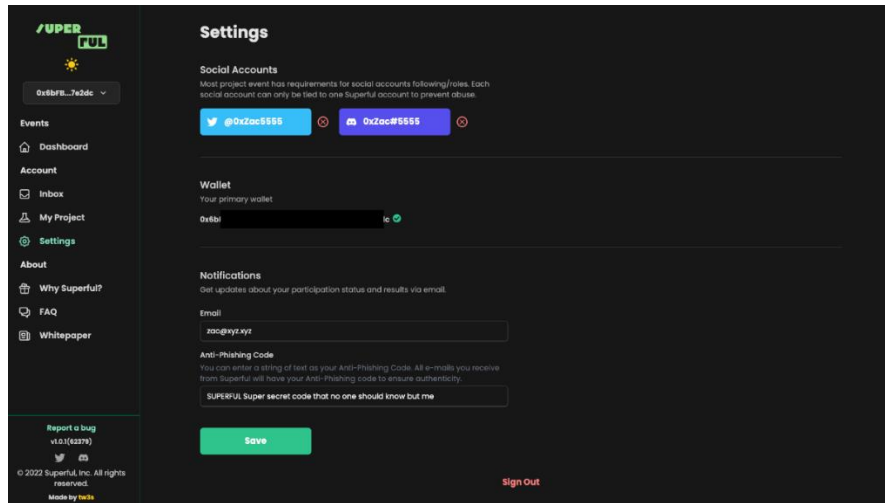 SUPER
FUL
0x6bFB...7e2dc
Events
Dashboard
Account
Inbox
My Project
Settings
About
Why Superful?
FAQ
Whitepaper
Report a bug
v1.0.1(62379)
© 2022 Superful, Inc. All rights
reserved.
Made by tw3s
Settings
Social Accounts
Most project event has requirements for social accounts following/roles. Each
social account can only be tied to one Superful account to prevent abuse.
@0xZac5555
0xZac#5555
Wallet
Your primary wallet
0x6bl
lc
Notifications
Get updates about your participation status and results via email.
Email
zac@xyz.xyz
Anti-Phishing Code
You can enter a string of text as your Anti-Phishing Code. All e-mails you receive
from Superful will have your Anti-Phishing code to ensure authenticity.
SUPERFUL Super secret code that no one should know but me
Save
Sign Out